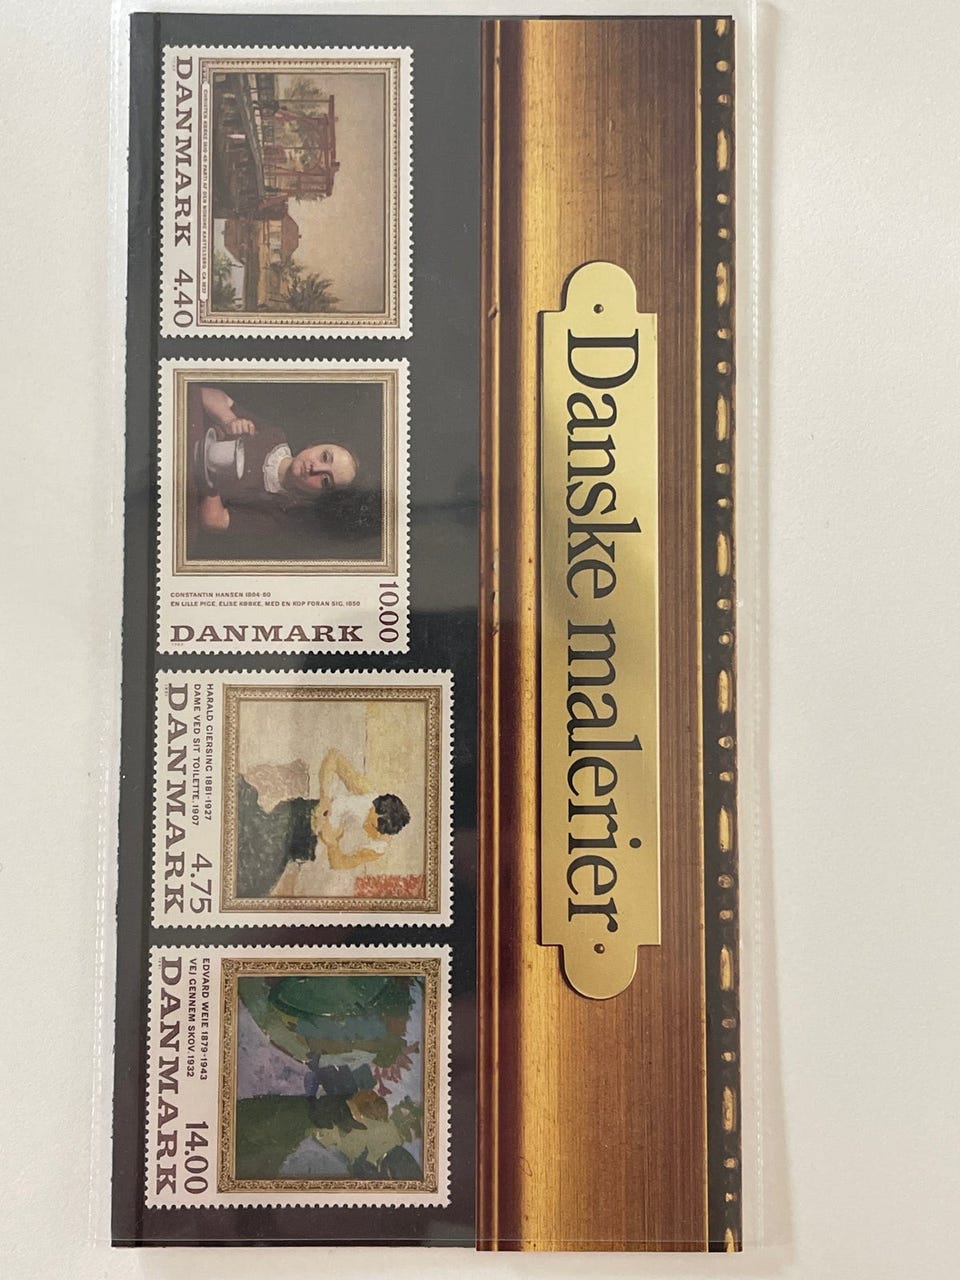 Danske malerier
CHRISTEN KØBKE 1810-48: PARTI AF DEN NORDRE KASTELSBRO, CA 1837
DANMARK 4.40
CONSTANTIN HANSEN 1804-80
EN LILLE PIGE, ELISE KØBKE, MED EN KOP FORAN SIG, 1850
DANMARK
10.00
HARALD GIERSING 1881-1927
DAME VED SIT TOILETTE, 1907
4.75
DANMARK
EDVARD WEIE 1879-1943
VEJ GENNEM SKOV, 1932
14.00
DANMARK